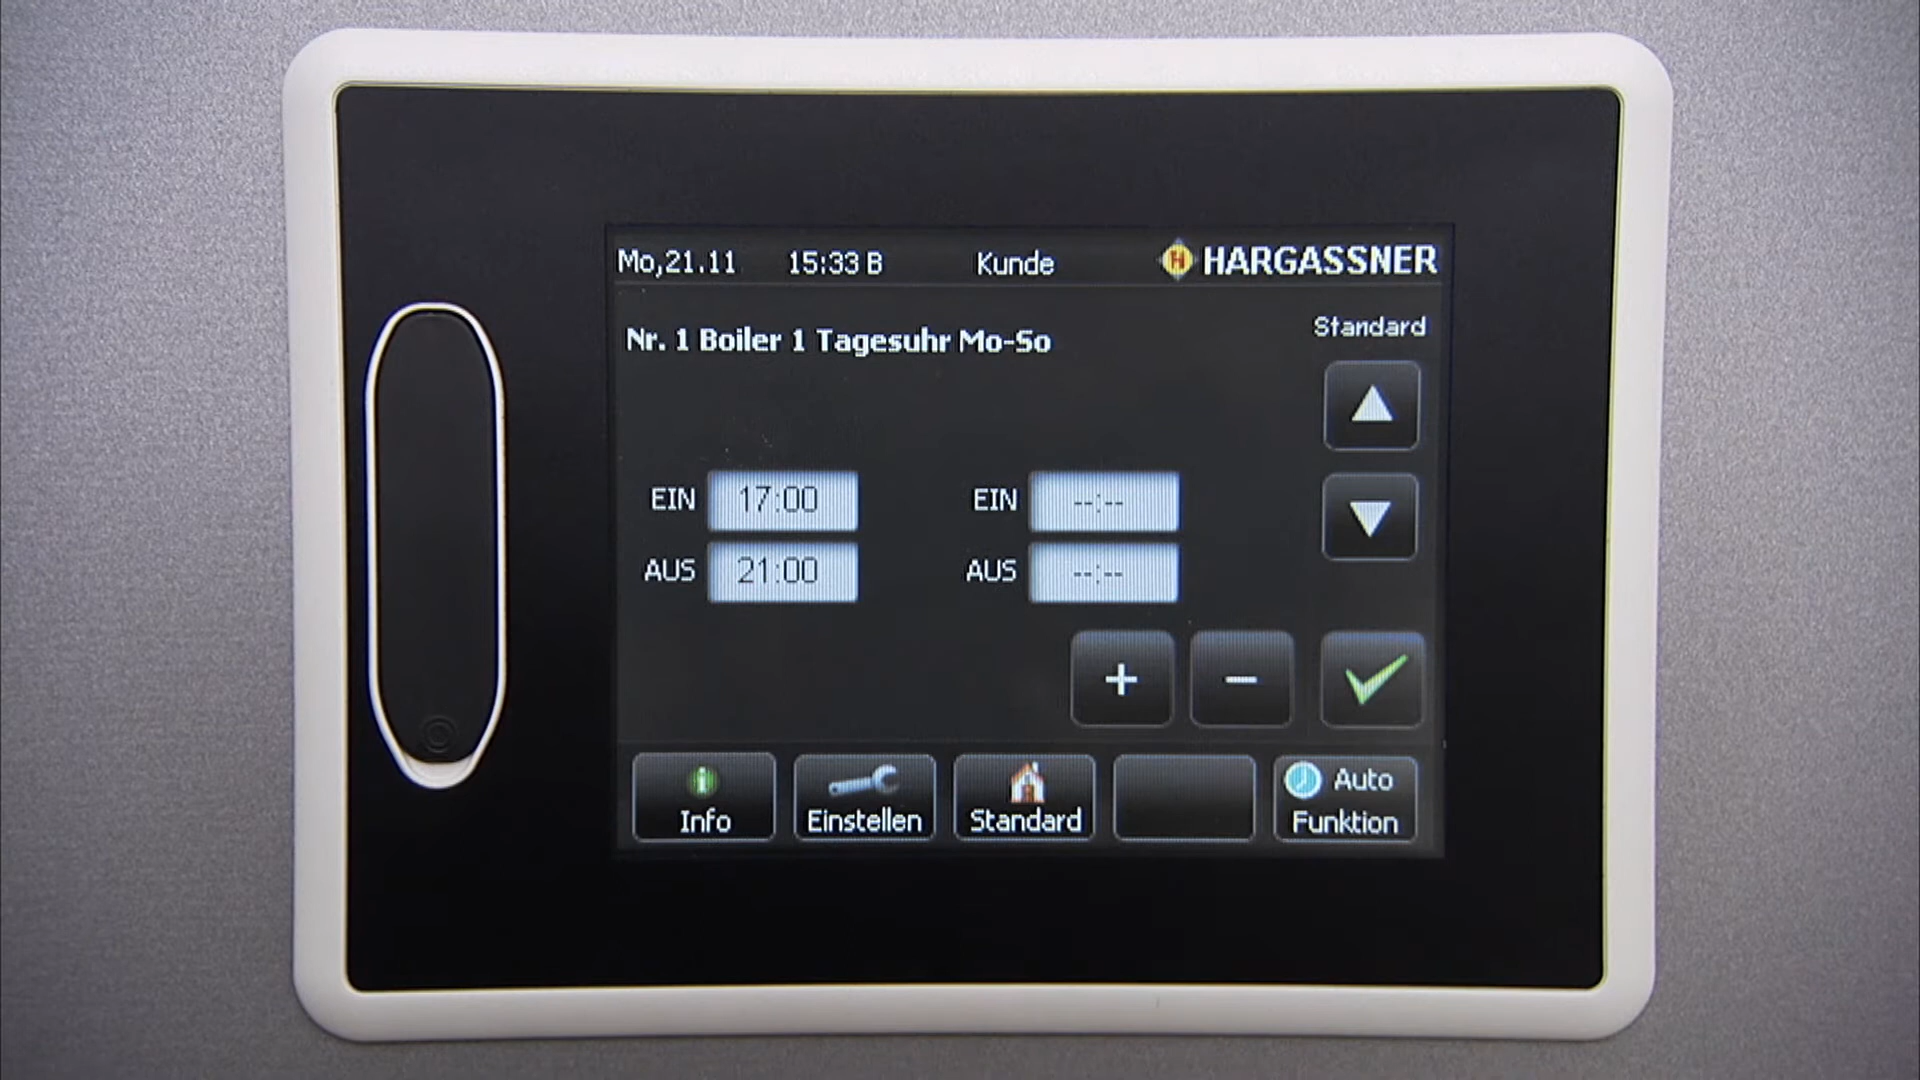 Mo,21.11 15:33 B Kunde H HARGASSNER
Nr. 1 Boiler 1 Tagesuhr Mo-So
Standard
EIN 17:00 EIN --:--
AUS 21:00 AUS --:--
+ −
i
Info Einstellen Standard Auto Funktion